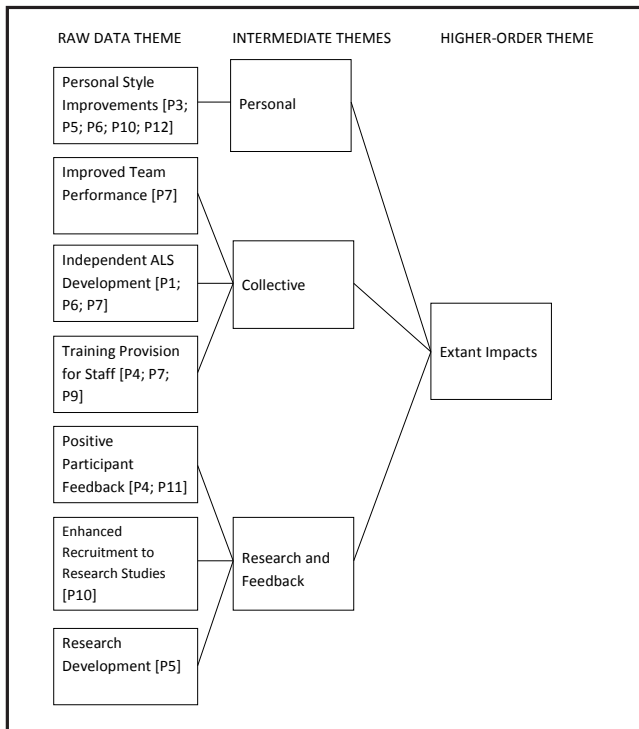 RAW DATA THEME
INTERMEDIATE THEMES
HIGHER-ORDER THEME
Personal Style
Improvements [P3;
P5; P6; P10; P12]
Personal
Improved Team
Performance [P7]
Independent ALS
Development [P1;
P6; P7]
Collective
Training Provision
for Staff [P4; P7;
P9]
Extant Impacts
Positive
Participant
Feedback [P4; P11]
Enhanced
Recruitment to
Research Studies
[P10]
Research and
Feedback
Research
Development [P5]